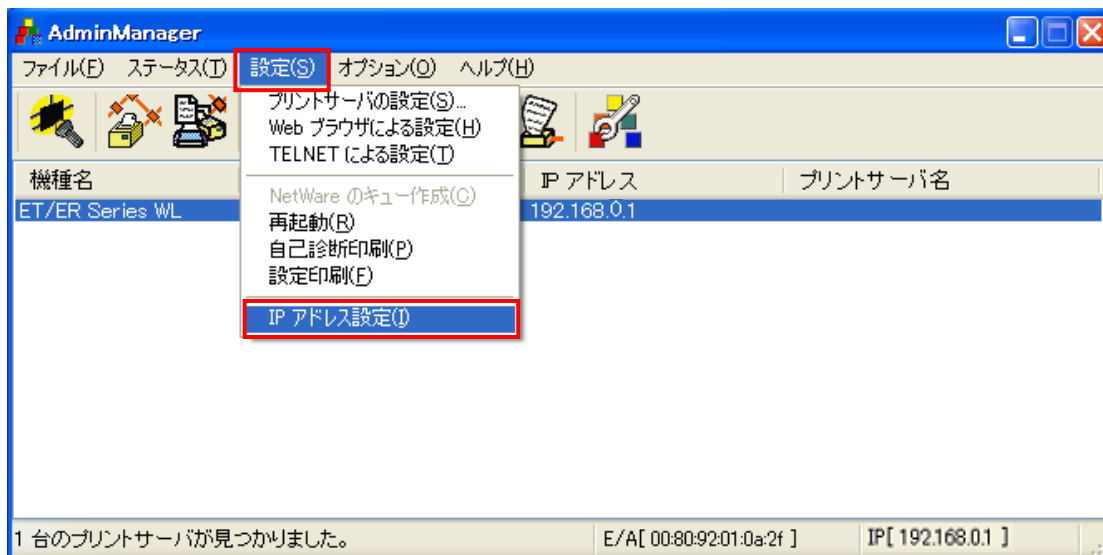 AdminManager
ファイル(F) ステータス(T) 設定(S) オプション(O) ヘルプ(H)
プリントサーバの設定(S)...
Web ブラウザによる設定(H)
TELNET による設定(T)
NetWare のキュー作成(C)
再起動(R)
自己診断印刷(P)
設定印刷(F)
IP アドレス設定(I)
機種名 IP アドレス プリントサーバ名
ET/ER Series WL 192.168.0.1
1 台のプリントサーバが見つかりました。 E/A[ 00:80:92:01:0a:2f ] IP[ 192.168.0.1 ]